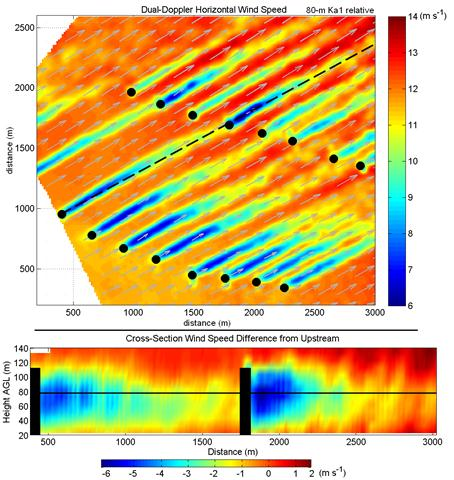 Dual-Doppler Horizontal Wind Speed 80-m Ka1 relative
14 (m s⁻¹)
2500
13
12
2000
11
distance (m)
1500
10
9
1000
8
500
7
6
500 1000 1500 2000 2500 3000
distance (m)
Cross-Section Wind Speed Difference from Upstream
140
120
100
Height AGL (m)
80
60
40
20
500 1000 1500 2000 2500 3000
Distance (m)
-6 -5 -4 -3 -2 -1 0 1 2 (m s⁻¹)